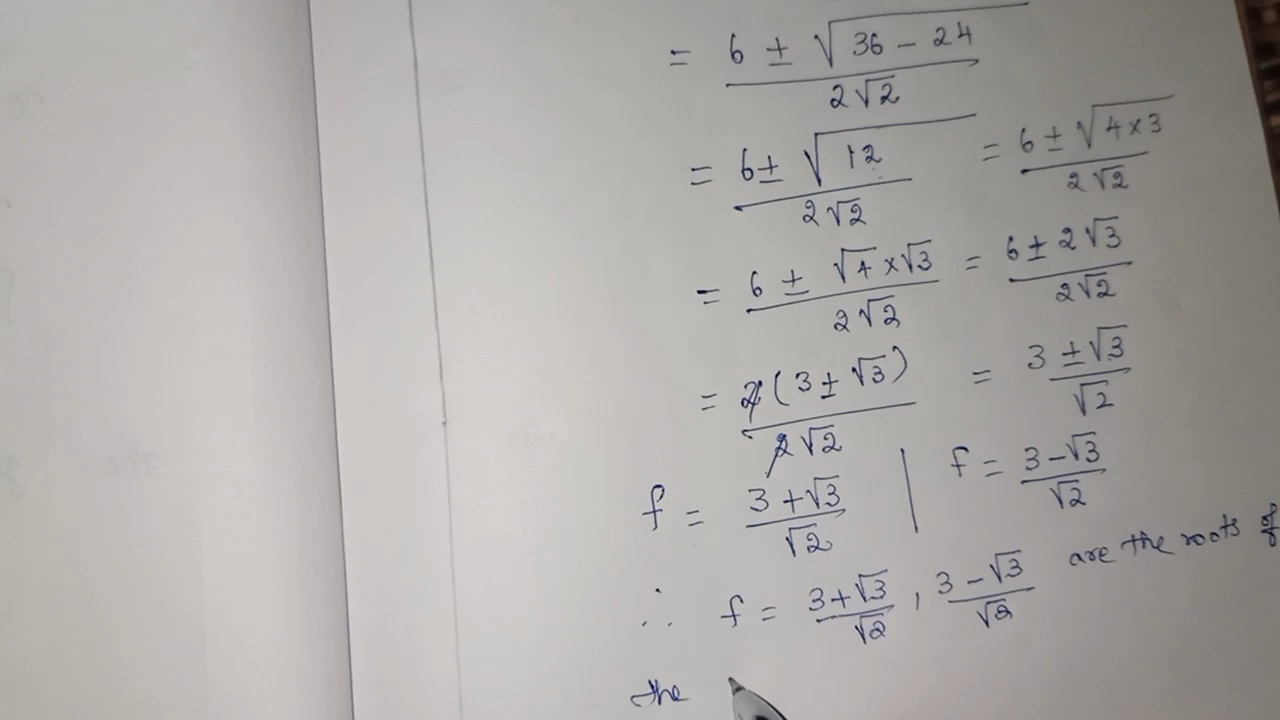 = 6 ± √36 - 24 / 2√2
= 6 ± √12 / 2√2 = 6 ± √4×3 / 2√2
= 6 ± √4 × √3 / 2√2 = 6 ± 2√3 / 2√2
= 2(3 ± √3) / 2√2 = 3 ± √3 / √2
f = 3 + √3 / √2 | f = 3 - √3 / √2
∴ f = 3 + √3 / √2 , 3 - √3 / √2 are the roots of
the